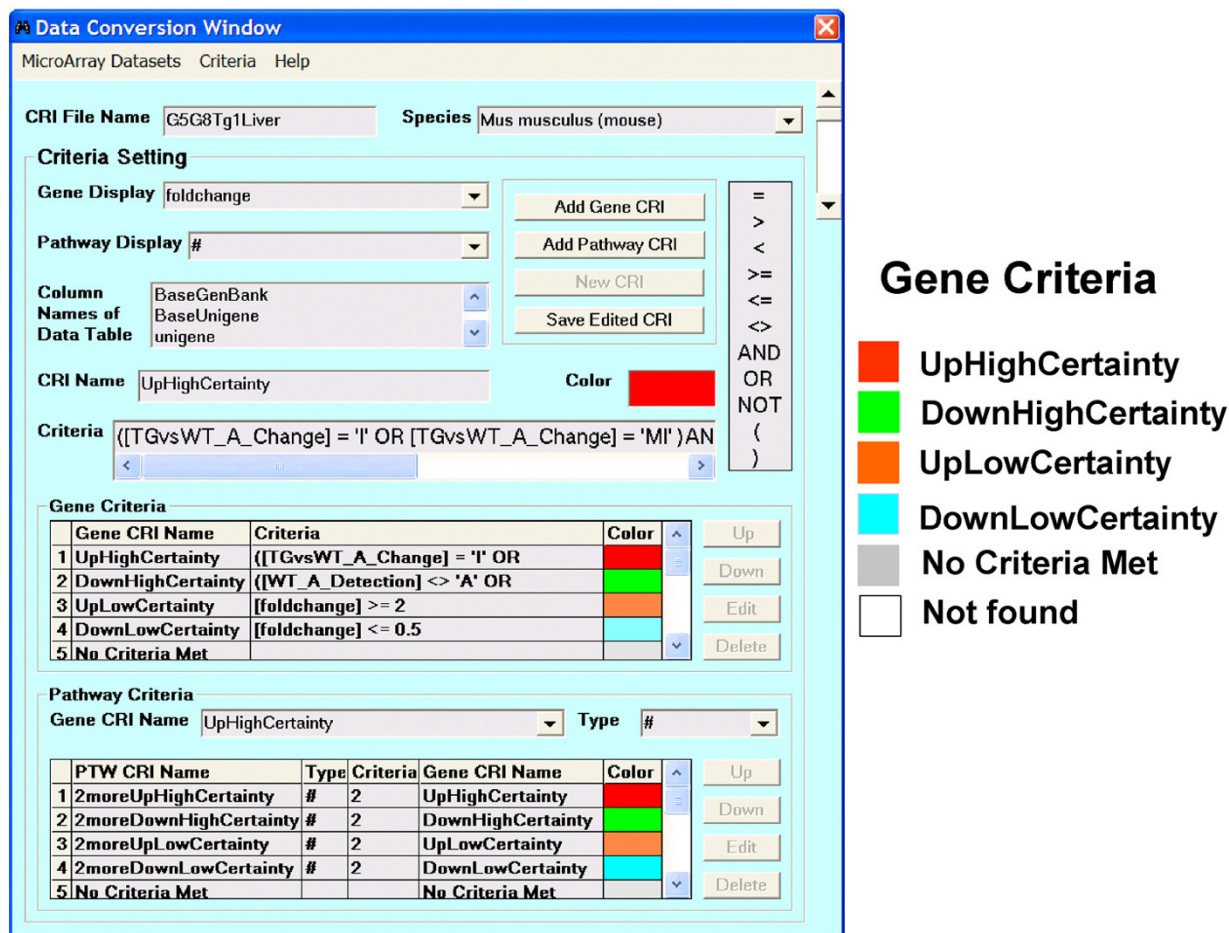 Data Conversion Window
MicroArray Datasets Criteria Help
CRI File Name G5G8Tg1Liver Species Mus musculus (mouse)
Criteria Setting
Gene Display foldchange
Pathway Display #
Column Names of Data Table
BaseGenBank
BaseUnigene
unigene
Add Gene CRI
Add Pathway CRI
New CRI
Save Edited CRI
=
>
<
>=
<=
<>
AND
OR
NOT
(
)
CRI Name UpHighCertainty Color
Criteria ([TGvsWT_A_Change] = 'I' OR [TGvsWT_A_Change] = 'MI' )AN
Gene Criteria
Gene CRI Name Criteria Color
1 UpHighCertainty ([TGvsWT_A_Change] = 'I' OR
2 DownHighCertainty ([WT_A_Detection] <> 'A' OR
3 UpLowCertainty [foldchange] >= 2
4 DownLowCertainty [foldchange] <= 0.5
5 No Criteria Met
Up
Down
Edit
Delete
Pathway Criteria
Gene CRI Name UpHighCertainty Type #
PTW CRI Name Type Criteria Gene CRI Name Color
1 2moreUpHighCertainty # 2 UpHighCertainty
2 2moreDownHighCertainty # 2 DownHighCertainty
3 2moreUpLowCertainty # 2 UpLowCertainty
4 2moreDownLowCertainty # 2 DownLowCertainty
5 No Criteria Met No Criteria Met
Up
Down
Edit
Delete
Gene Criteria
UpHighCertainty
DownHighCertainty
UpLowCertainty
DownLowCertainty
No Criteria Met
Not found